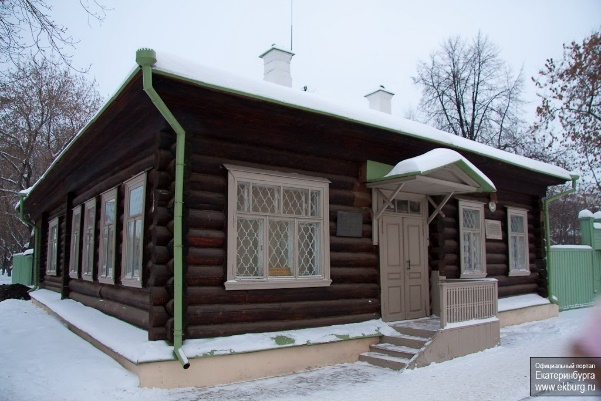 Официальный портал
Екатеринбурга
www.ekburg.ru